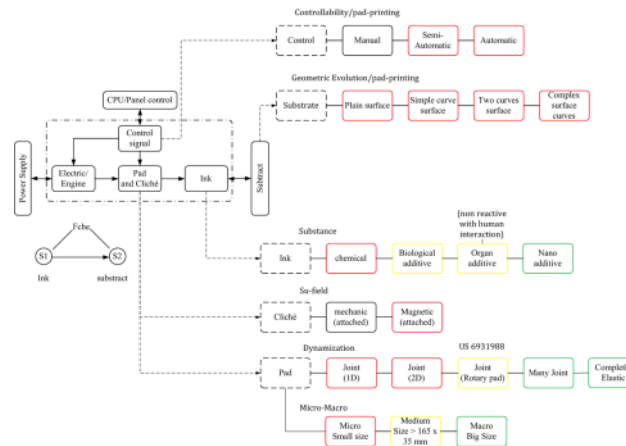 Controllability/pad-printing
Control
Manual
Semi-
Automatic
Automatic
Geometric Evolution/pad-printing
Substrate
Plain surface
Simple curve
surface
Two curves
surface
Complex
surface
curves
CPU/Panel control
Control
signal
Power Supply
Electric/
Engine
Pad
and Cliché
Ink
Subtract
Fche
S1
S2
Ink
substract
Substance
(non reactive
with human
interaction)
Ink
chemical
Biological
additive
Organ
additive
Nano
additive
Su-field
Cliché
mechanic
(attached)
Magnetic
(attached)
Dynamization
US 6931988
Pad
Joint
(1D)
Joint
(2D)
Joint
(Rotary pad)
Many Joint
Completl
Elastic
Micro-Macro
Micro
Small size
Medium
Size > 165 x
35 mm
Macro
Big Size